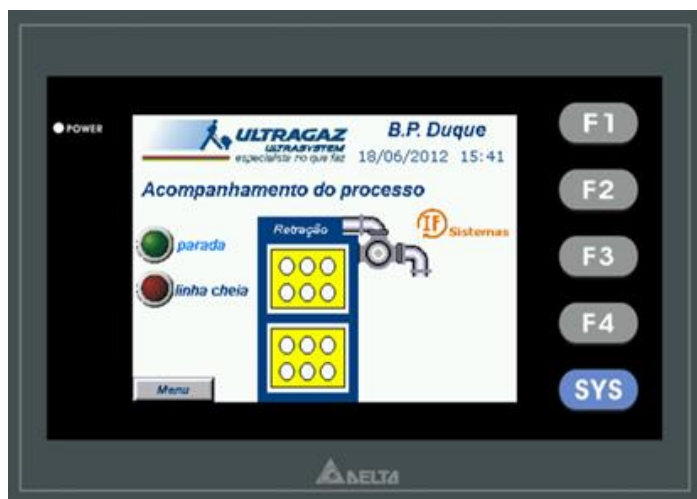 POWER
ULTRAGAZ
ULTRASYSTEM
especialista no que faz
B.P. Duque
18/06/2012 15:41
Acompanhamento do processo
parada
linha cheia
Retração
IF Sistemas
Menu
F1
F2
F3
F4
SYS
DELTA